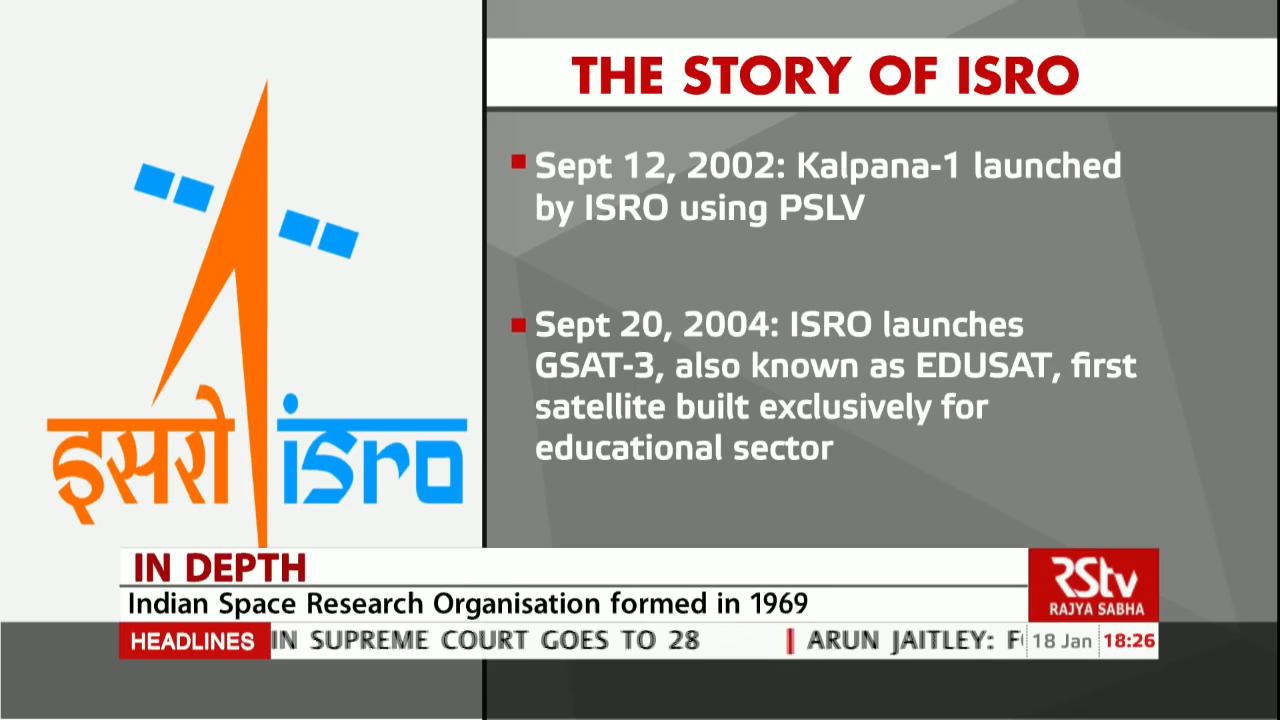 THE STORY OF ISRO
Sept 12, 2002: Kalpana-1 launched
by ISRO using PSLV
Sept 20, 2004: ISRO launches
GSAT-3, also known as EDUSAT, first
satellite built exclusively for
educational sector
इसरो isro
IN DEPTH
Indian Space Research Organisation formed in 1969
RStv
RAJYA SABHA
HEADLINES IN SUPREME COURT GOES TO 28 | ARUN JAITLEY: 18 Jan 18:26